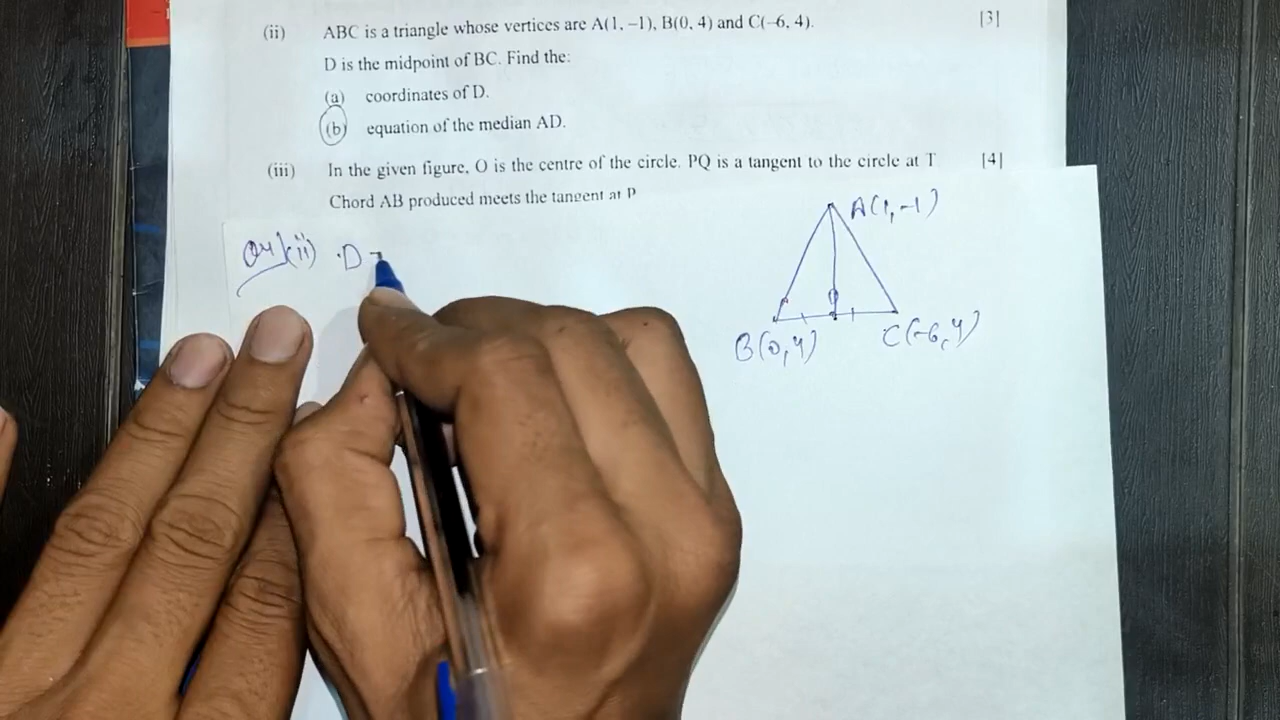 (ii) ABC is a triangle whose vertices are A(1, –1), B(0, 4) and C(–6, 4). [3]
D is the midpoint of BC. Find the:
(a) coordinates of D.
(b) equation of the median AD.
(iii) In the given figure, O is the centre of the circle. PQ is a tangent to the circle at T [4]
Chord AB produced meets the tangent at P
A(1, -1)
Q4 (ii) D =
B(0, 4) C(-6, 4)